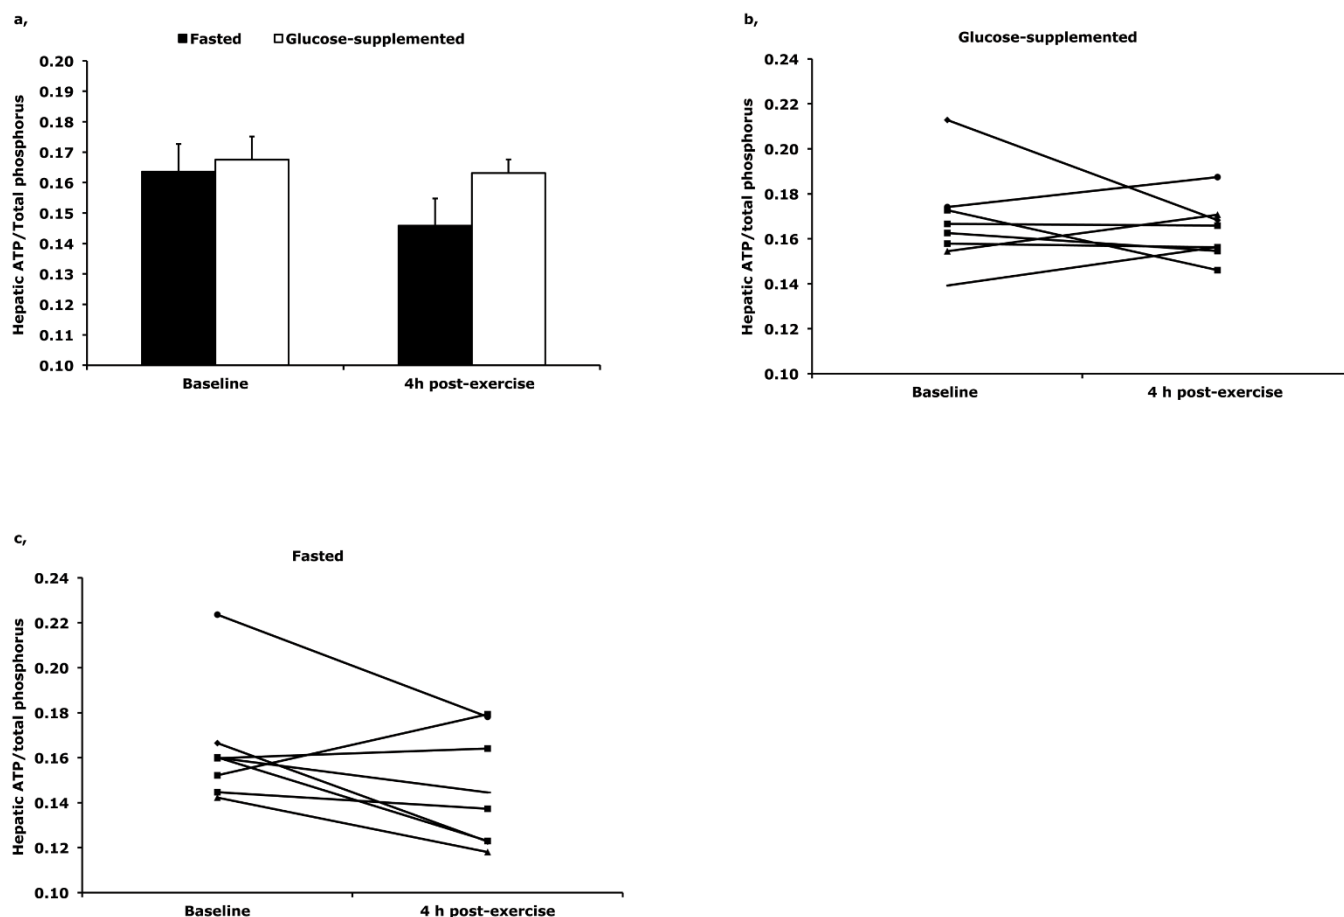 a,
Fasted Glucose-supplemented
Hepatic ATP/Total phosphorus
0.20
0.19
0.18
0.17
0.16
0.15
0.14
0.13
0.12
0.11
0.10
Baseline 4h post-exercise
b,
Glucose-supplemented
Hepatic ATP/total phosphorus
0.24
0.22
0.20
0.18
0.16
0.14
0.12
0.10
Baseline 4 h post-exercise
c,
Fasted
Hepatic ATP/total phosphorus
0.24
0.22
0.20
0.18
0.16
0.14
0.12
0.10
Baseline 4 h post-exercise